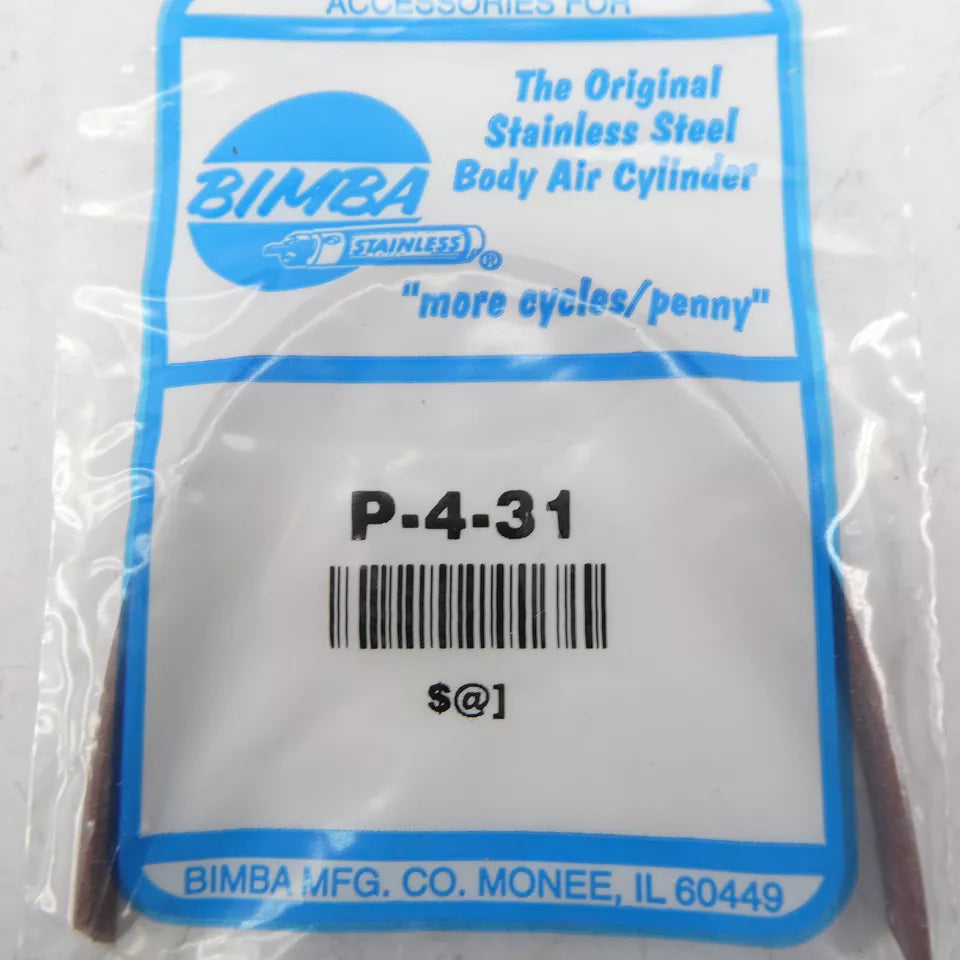 ACCESSORIES FOR
The Original
Stainless Steel
Body Air Cylinder
BIMBA
STAINLESS
®
"more cycles/penny"
P-4-31
$@]
BIMBA MFG. CO. MONEE, IL 60449